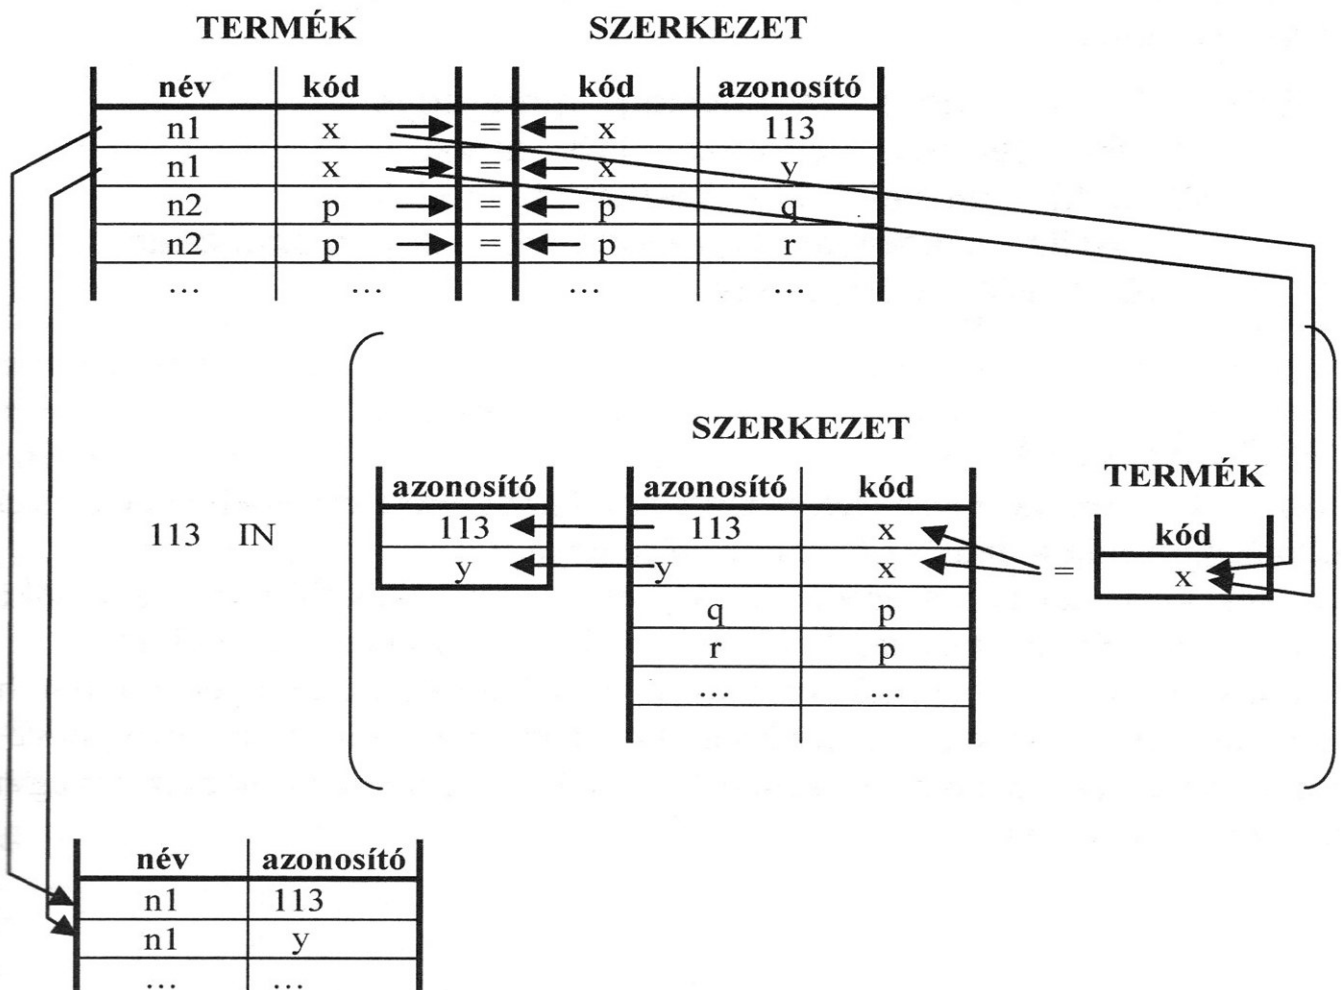 TERMÉK SZERKEZET
név kód kód azonosító
n1 x = x 113
n1 x = x y
n2 p = p q
n2 p = p r
... ... ... ...
SZERKEZET
TERMÉK
azonosító azonosító kód
kód
113 IN 113 113 x
y y x = x
q p
r p
... ...
név azonosító
n1 113
n1 y
... ...